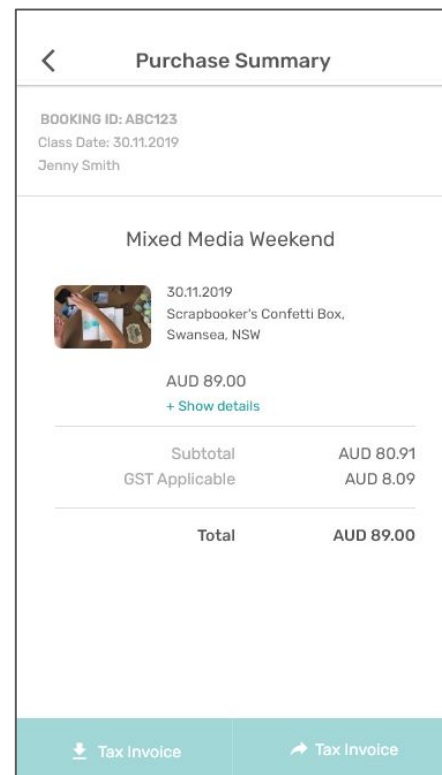 Purchase Summary
BOOKING ID: ABC123
Class Date: 30.11.2019
Jenny Smith
Mixed Media Weekend
30.11.2019
Scrapbooker's Confetti Box,
Swansea, NSW
AUD 89.00
+ Show details
Subtotal AUD 80.91
GST Applicable AUD 8.09
Total AUD 89.00
Tax Invoice Tax Invoice